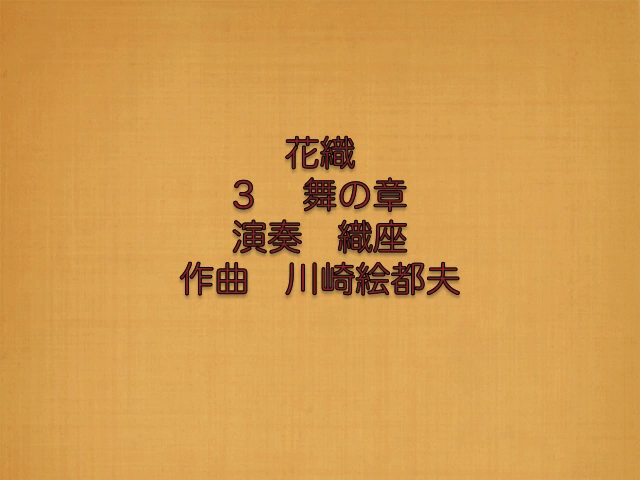 花織
３　舞の章
演奏　織座
作曲　川崎絵都夫